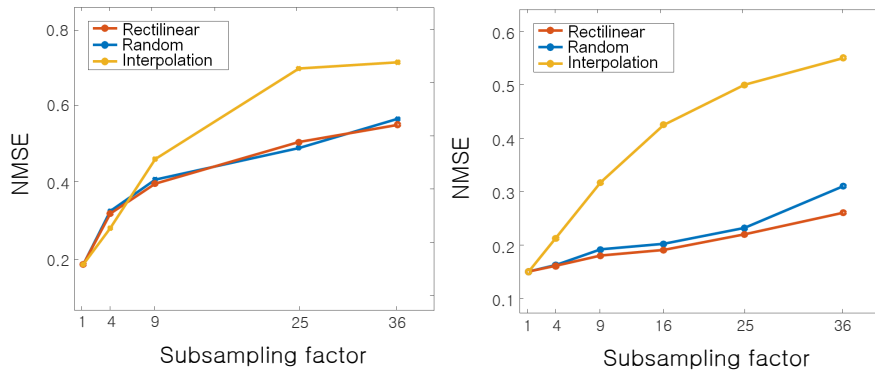 0.8
0.6
0.4
0.2
NMSE
Rectilinear
Random
Interpolation
1 4 9 25 36
Subsampling factor
0.6
0.5
0.4
0.3
0.2
0.1
NMSE
Rectilinear
Random
Interpolation
1 4 9 16 25 36
Subsampling factor